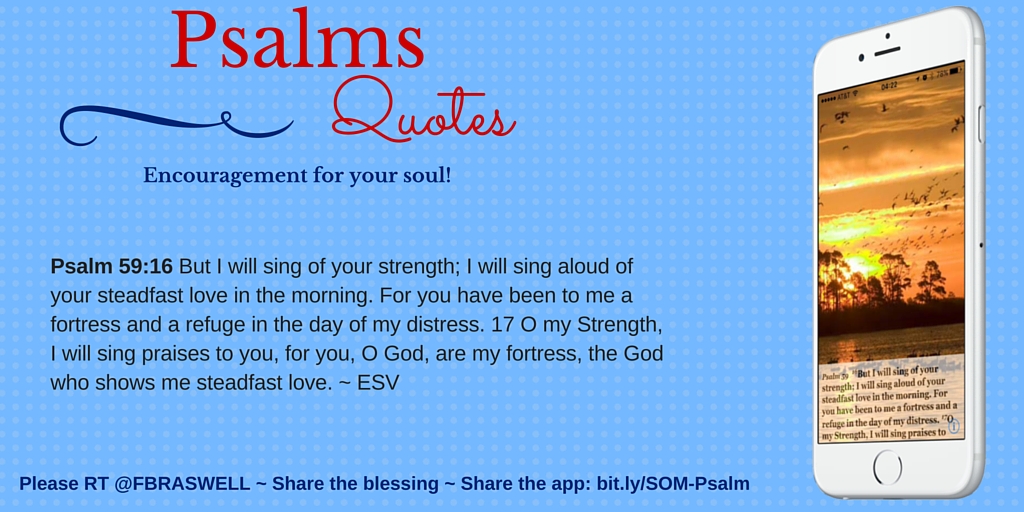 Psalms
Quotes
Encouragement for your soul!
Psalm 59:16 But I will sing of your strength; I will sing aloud of
your steadfast love in the morning. For you have been to me a
fortress and a refuge in the day of my distress. 17 O my Strength,
I will sing praises to you, for you, O God, are my fortress, the God
who shows me steadfast love. ~ ESV
Please RT @FBRASWELL ~ Share the blessing ~ Share the app: bit.ly/SOM-Psalm
AT&T 04:22 78%
Psalm 59 "But I will sing of your
strength; I will sing aloud of your
steadfast love in the morning. For
you have been to me a fortress and a
refuge in the day of my distress. "O
my Strength, I will sing praises to